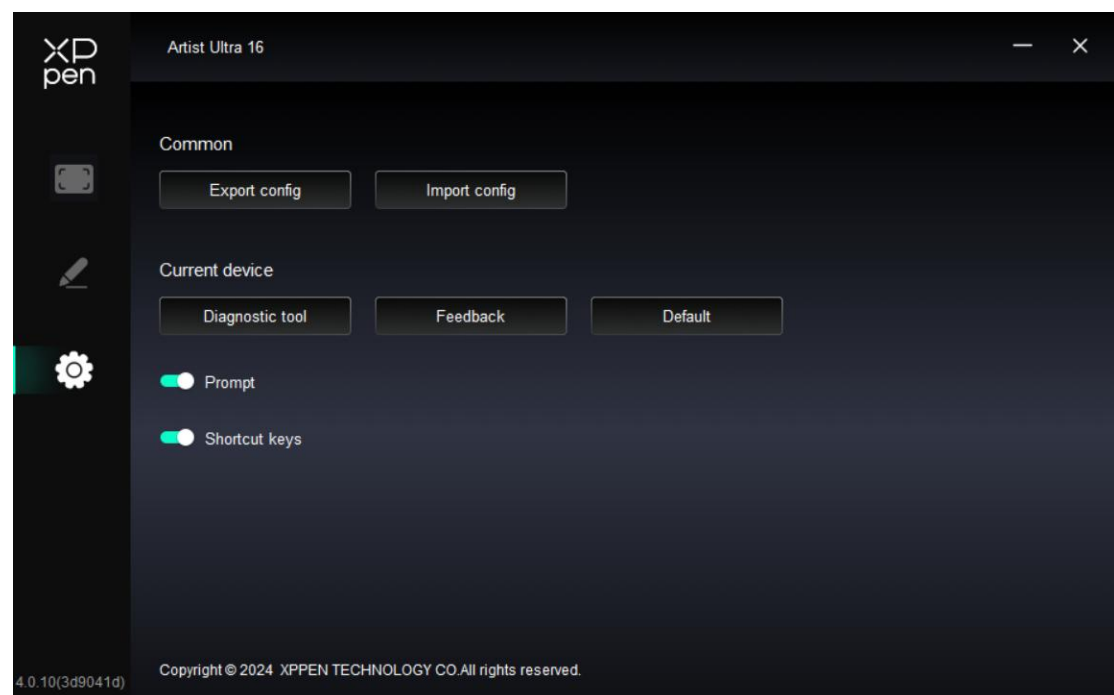 XP
pen
Artist Ultra 16
Common
Export config Import config
Current device
Diagnostic tool Feedback Default
Prompt
Shortcut keys
Copyright © 2024 XPPEN TECHNOLOGY CO.All rights reserved.
4.0.10(3d9041d)